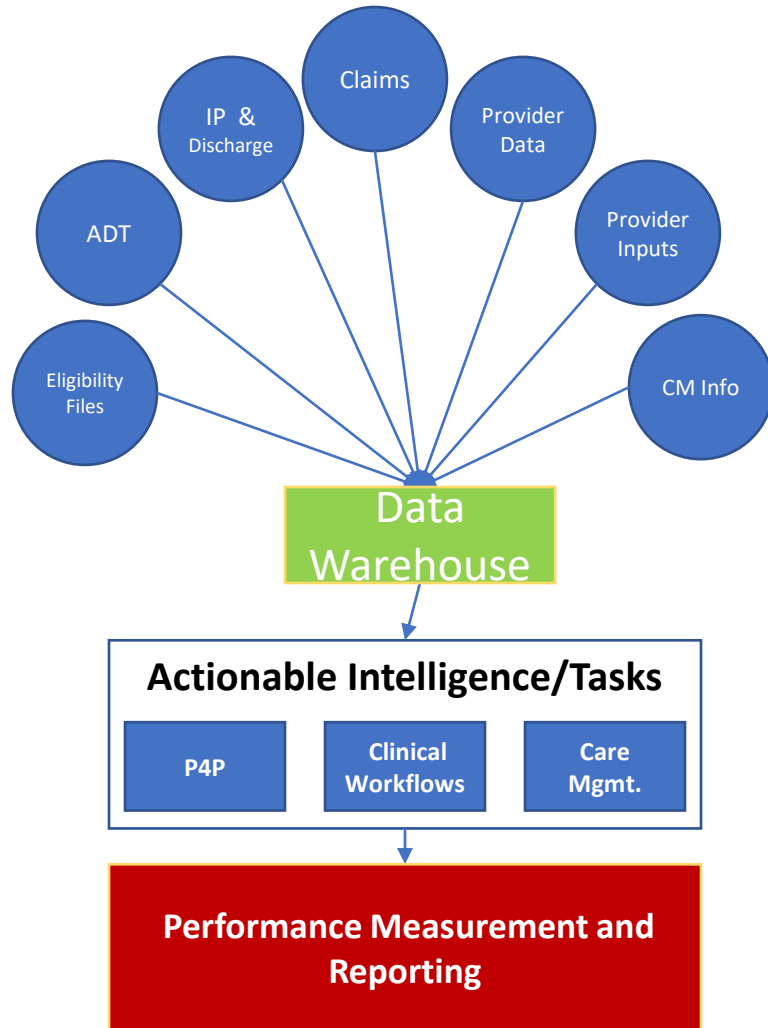 Claims
IP & 
Discharge
Provider
Data
ADT
Provider
Inputs
Eligibility
Files
CM Info
Data
Warehouse
Actionable Intelligence/Tasks
P4P
Clinical
Workflows
Care
Mgmt.
Performance Measurement and
Reporting